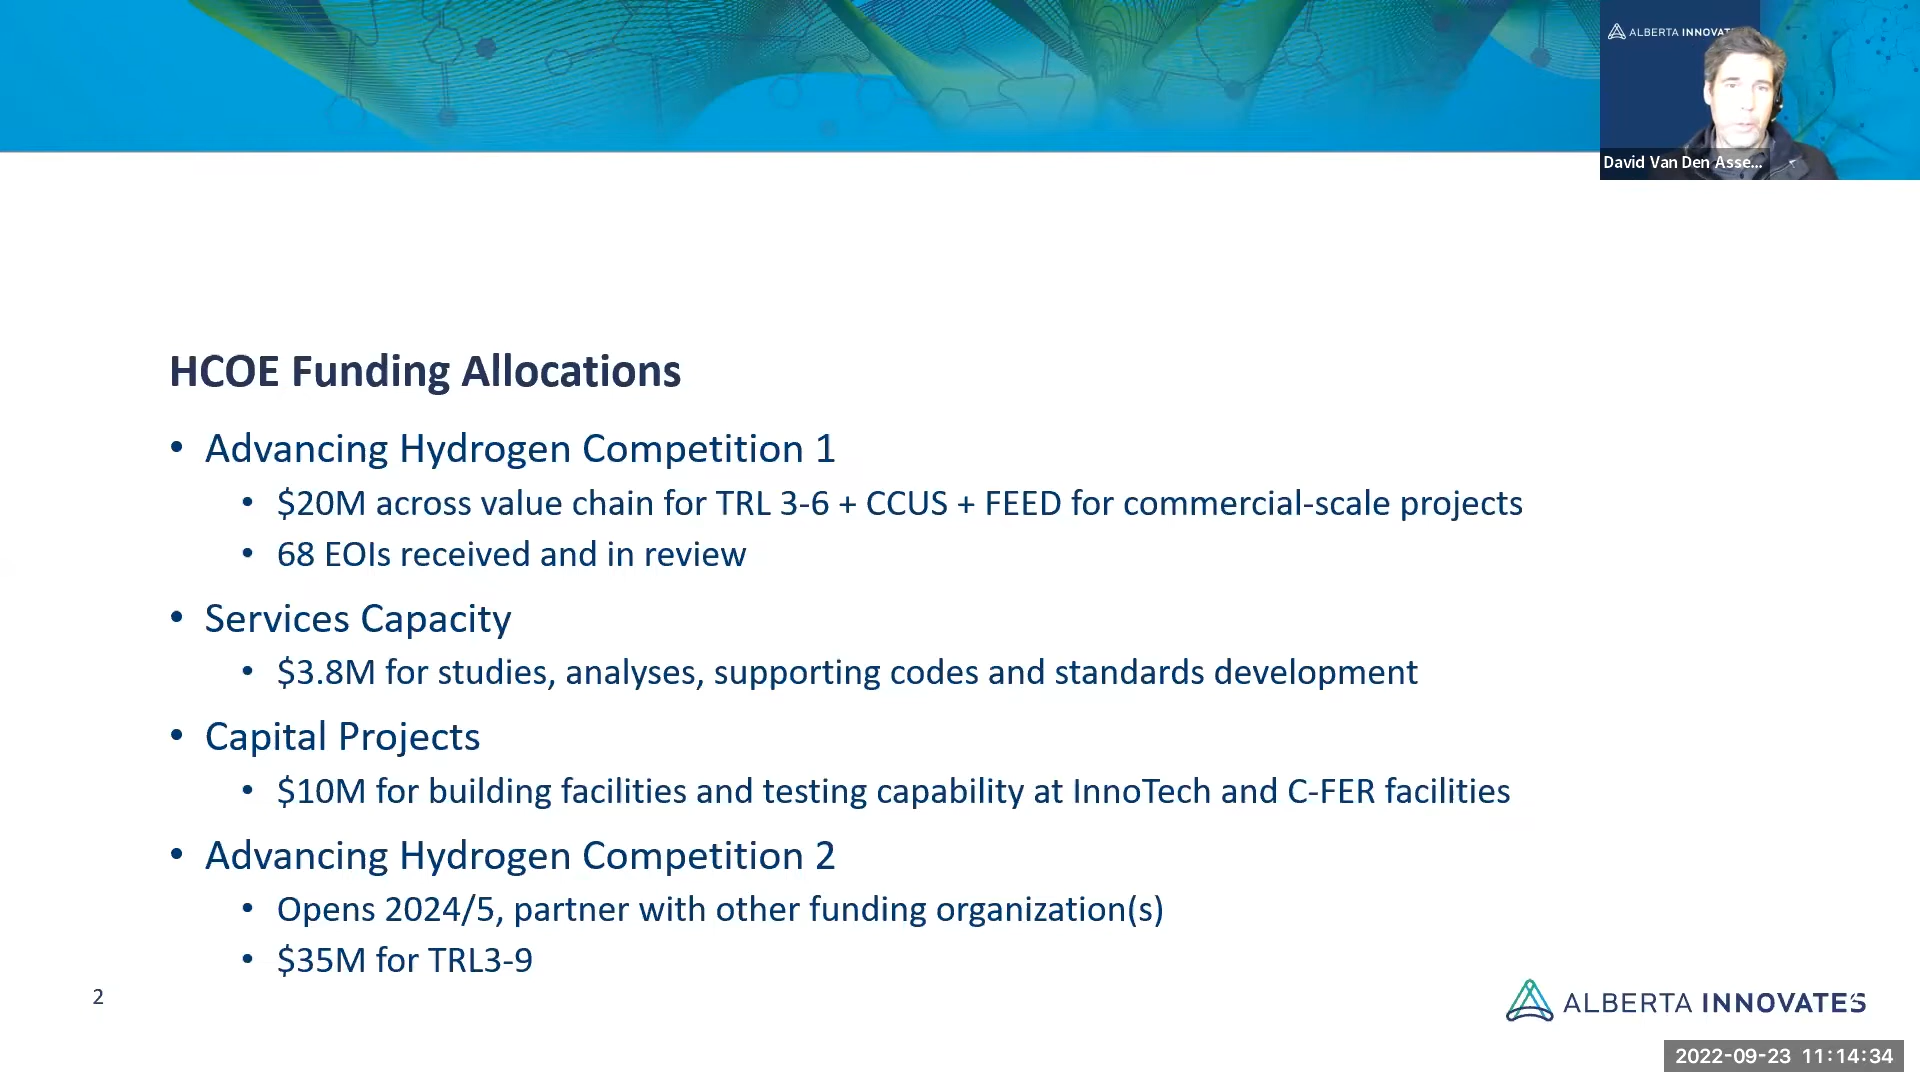 ALBERTA INNOVAT
David Van Den Asse...
HCOE Funding Allocations
• Advancing Hydrogen Competition 1
• $20M across value chain for TRL 3-6 + CCUS + FEED for commercial-scale projects
• 68 EOIs received and in review
• Services Capacity
• $3.8M for studies, analyses, supporting codes and standards development
• Capital Projects
• $10M for building facilities and testing capability at InnoTech and C-FER facilities
• Advancing Hydrogen Competition 2
• Opens 2024/5, partner with other funding organization(s)
• $35M for TRL3-9
2
ALBERTA INNOVATES
2022-09-23 11:14:34